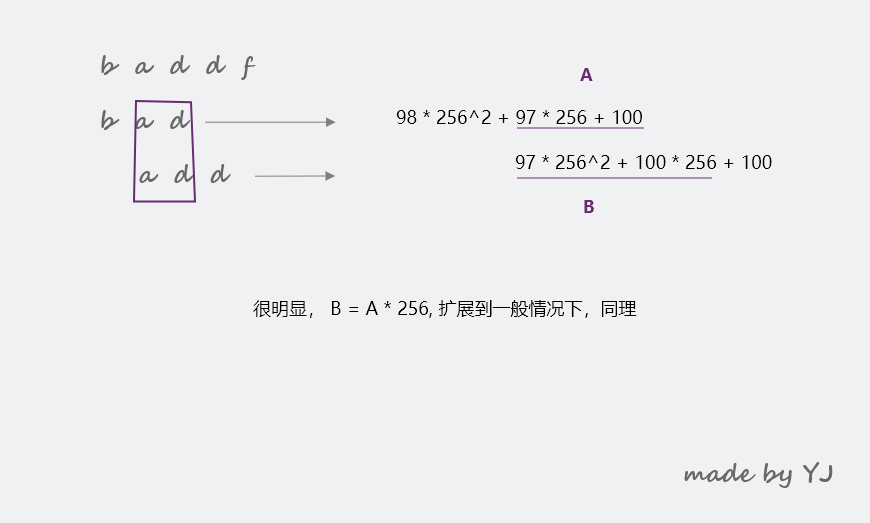 b a d d f
A
b a d 98 * 256^2 + 97 * 256 + 100
a d d 97 * 256^2 + 100 * 256 + 100
B
很明显， B = A * 256, 扩展到一般情况下，同理
made by YJ